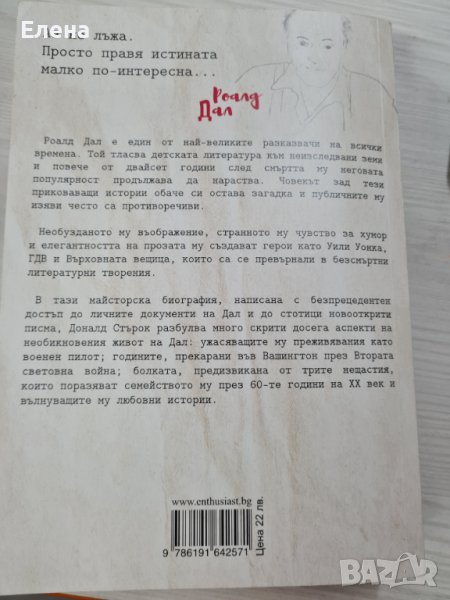 Елена
не лъжа.
Просто правя истината
малко по-интересна...
Роалд
Дал
Роалд Дал е един от най-великите разказвачи на всички
времена. Той тласва детската литература към неизследвани земи
и повече от двайсет години след смъртта му неговата
популярност продължава да нараства. Човекът зад тези
приковаващи истории обаче си остава загадка и публичните му
изяви често са противоречиви.
Необузданото му въображение, странното му чувство за хумор
и елегантността на прозата му създават герои като Уили Уонка,
ГДВ и Върховната вещица, които са се превърнали в безсмъртни
литературни творения.
В тази майсторска биография, написана с безпрецедентен
достъп до личните документи на Дал и до стотици новооткрити
писма, Доналд Стърок разбулва много скрити досега аспекти на
необикновения живот на Дал: ужасяващите му преживявания като
военен пилот; годините, прекарани във Вашингтон през Втората
световна война; болката, предизвикана от трите нещастия,
които поразяват семейството му през 60-те години на XX век и
вълнуващите му любовни истории.
www.enthusiast.bg
9 786191 642571
Цена 22 лв.
BAZAR